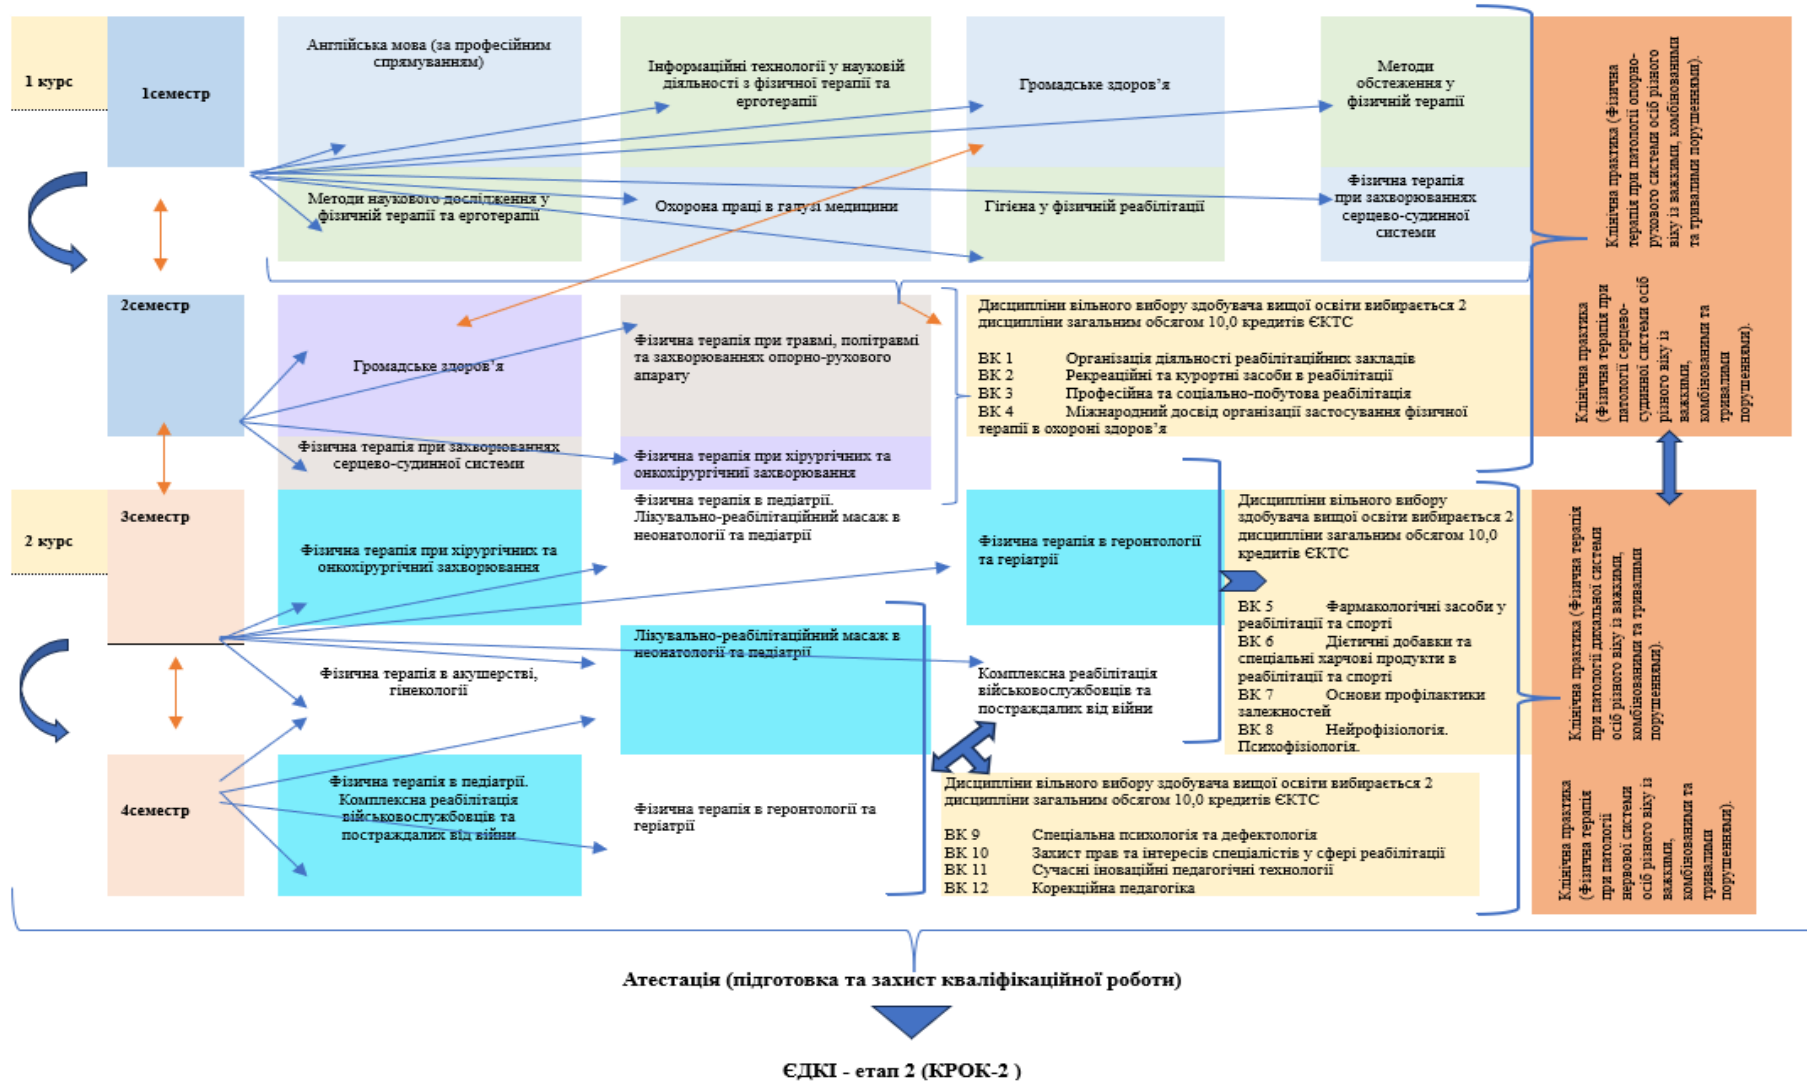 1 курс
1семестр
Англійська мова (за професійним
спрямуванням)
Інформаційні технології у науковій
діяльності з фізичної терапії та
ерготерапії
Громадське здоров’я
Методи
обстеження у
фізичній терапії
Методи наукового дослідження у
фізичній терапії та ерготерапії
Охорона праці в галузі медицини
Гігієна у фізичній реабілітації
Фізична терапія
при захворюваннях
серцево-судинної
системи
Клінічна практика (Фізична
терапія при патології опорно-
рухового системи осіб різного
віку із важкими, комбінованими
та тривалими порушеннями).
2семестр
Громадське здоров’я
Фізична терапія при травмі, політравмі
та захворюваннях опорно-рухового
апарату
Фізична терапія при захворюваннях
серцево-судинної системи
Фізична терапія при хірургічних та
онкохірургічниї захворювання
Дисципліни вільного вибору здобувача вищої освіти вибирається 2
дисципліни загальним обсягом 10,0 кредитів ЄКТС
ВК 1 Організація діяльності реабілітаційних закладів
ВК 2 Рекреаційні та курортні засоби в реабілітації
ВК 3 Професійна та соціально-побутова реабілітація
ВК 4 Міжнародний досвід організації застосування фізичної
терапії в охороні здоров’я
Клінічна практика
(Фізична терапія при
патології серцево-
судинної системи осіб
різного віку із
важкими,
комбінованими та
тривалими
порушеннями).
2 курс
3семестр
Фізична терапія при хірургічних та
онкохірургічниї захворювання
Фізична терапія в педіатрії.
Лікувально-реабілітаційний масаж в
неонатології та педіатрії
Фізична терапія в геронтології
та геріатрії
Дисципліни вільного вибору
здобувача вищої освіти вибирається 2
дисципліни загальним обсягом 10,0
кредитів ЄКТС
ВК 5 Фармакологічні засоби у
реабілітації та спорті
ВК 6 Дієтичні добавки та
спеціальні харчові продукти в
реабілітації та спорті
ВК 7 Основи профілактики
залежностей
ВК 8 Нейрофізіологія.
Психофізіологія.
Фізична терапія в акушерстві,
гінекології
Лікувально-реабілітаційний масаж в
неонатології та педіатрії
Комплексна реабілітація
військовослужбовців та
постраждалих від війни
Клінічна практика (Фізична терапія
при патології дихальної системи
осіб різного віку із важкими,
комбінованими та тривалими
порушеннями).
4семестр
Фізична терапія в педіатрії.
Комплексна реабілітація
військовослужбовців та
постраждалих від війни
Фізична терапія в геронтології та
геріатрії
Дисципліни вільного вибору здобувача вищої освіти вибирається 2
дисципліни загальним обсягом 10,0 кредитів ЄКТС
ВК 9 Спеціальна психологія та дефектологія
ВК 10 Захист прав та інтересів спеціалістів у сфері реабілітації
ВК 11 Сучасні іноваційні педагогічні технології
ВК 12 Корекційна педагогіка
Клінічна практика
(Фізична терапія
при патології
нервової системи
осіб різного віку із
важкими,
комбінованими та
тривалими
порушеннями).
Атестація (підготовка та захист кваліфікаційної роботи)
ЄДКІ - етап 2 (КРОК-2 )